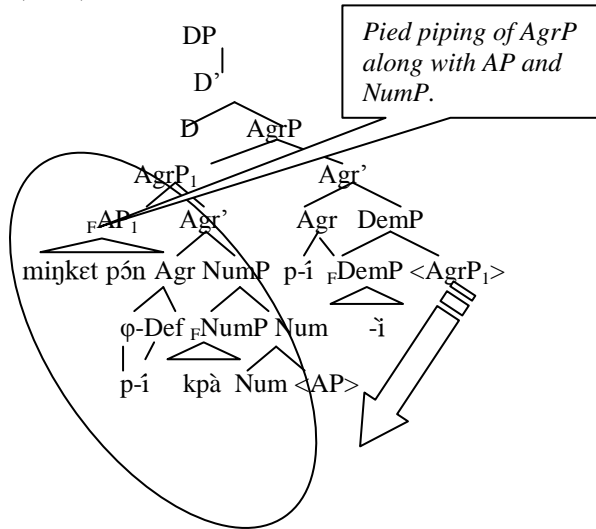 DP
Pied piping of AgrP
along with AP and
NumP.
D’
D AgrP
AgrP₁ Agr’
FAP₁ Agr’ Agr DemP
miŋkɛt pɔ́n Agr NumP p-í FDemP <AgrP₁>
φ-Def FNumP Num -ì
p-í kpà Num <AP>